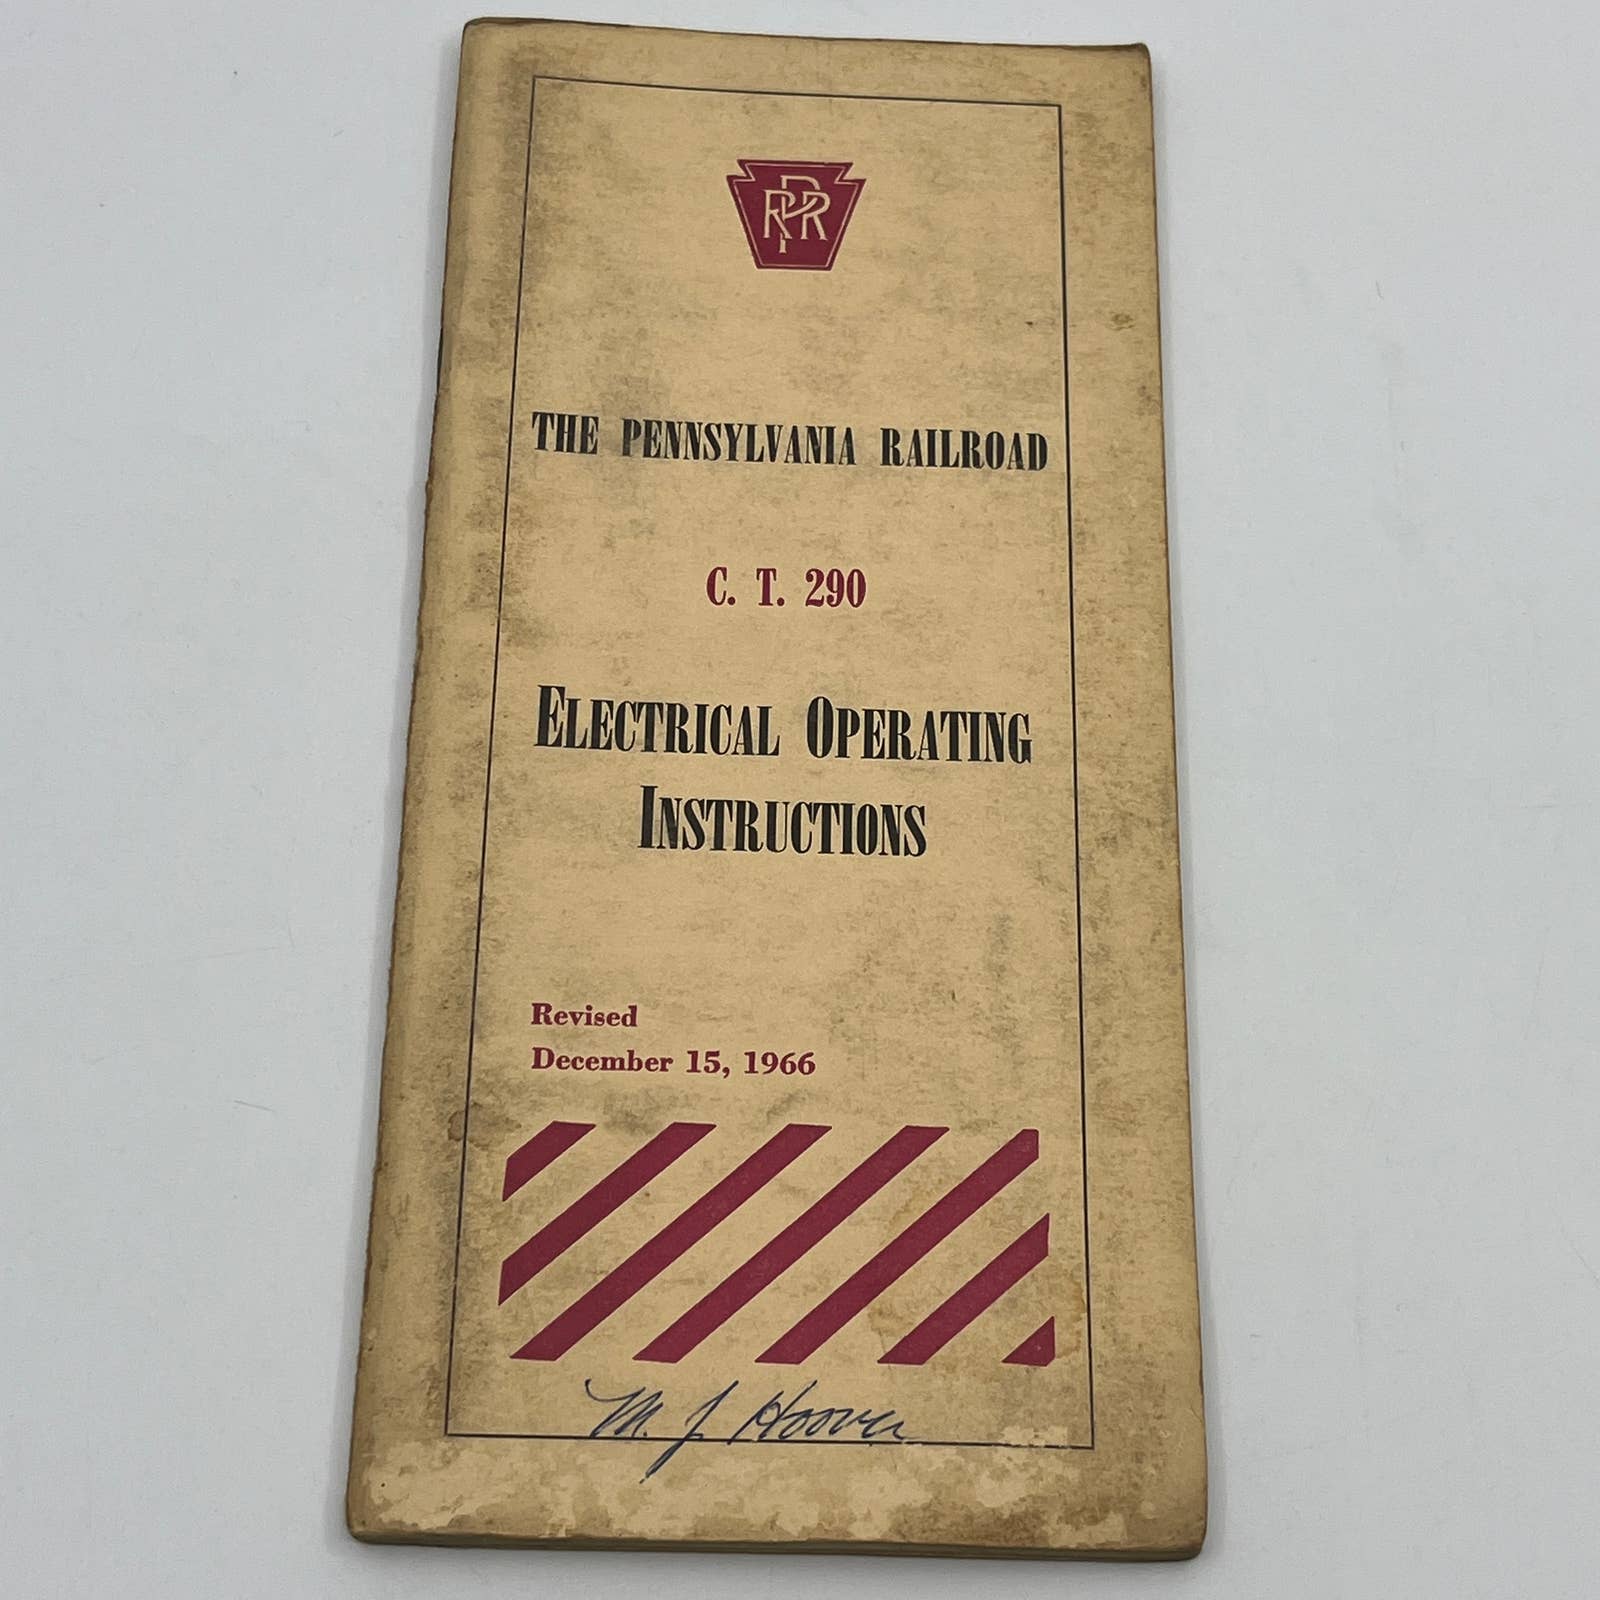 PRR
THE PENNSYLVANIA RAILROAD
C. T. 290
ELECTRICAL OPERATING
INSTRUCTIONS
Revised
December 15, 1966
M. J. Hoover